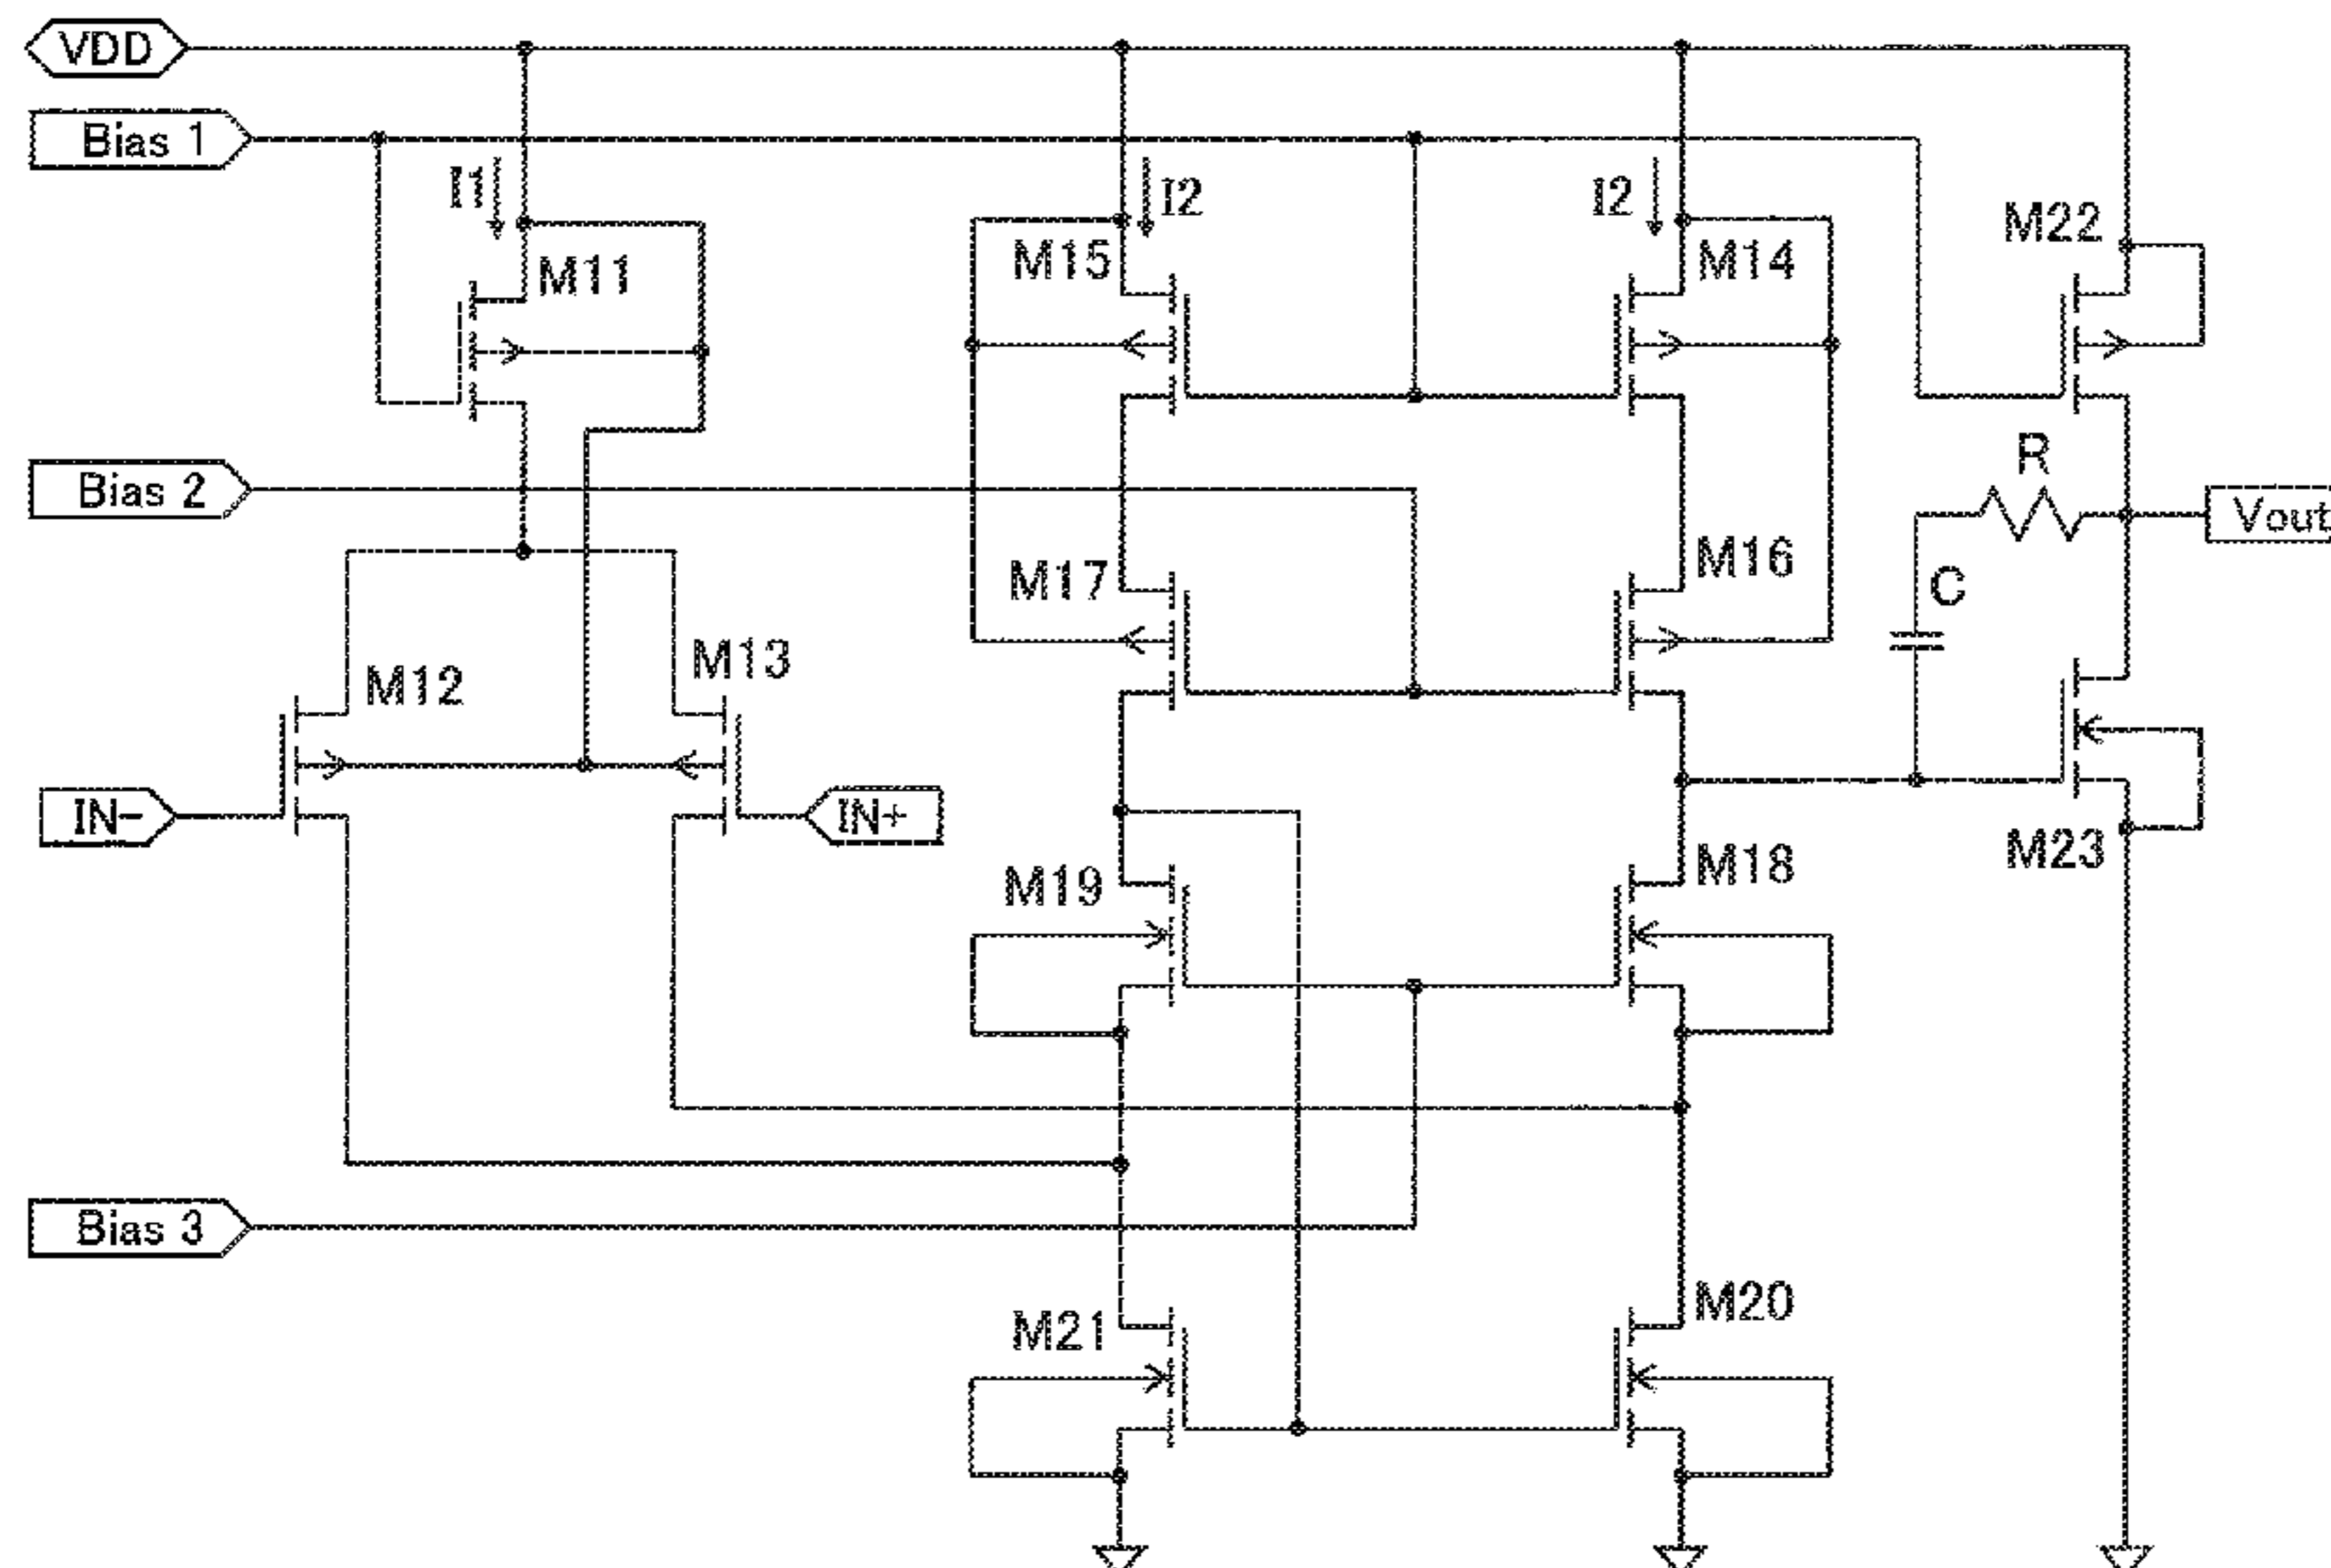 VDD
Bias 1
I1
I2
I2
M22
M15
M14
M11
R
Bias 2
Vout
M17
M16
C
M13
M12
IN-
IN+
M19
M18
M23
Bias 3
M21
M20